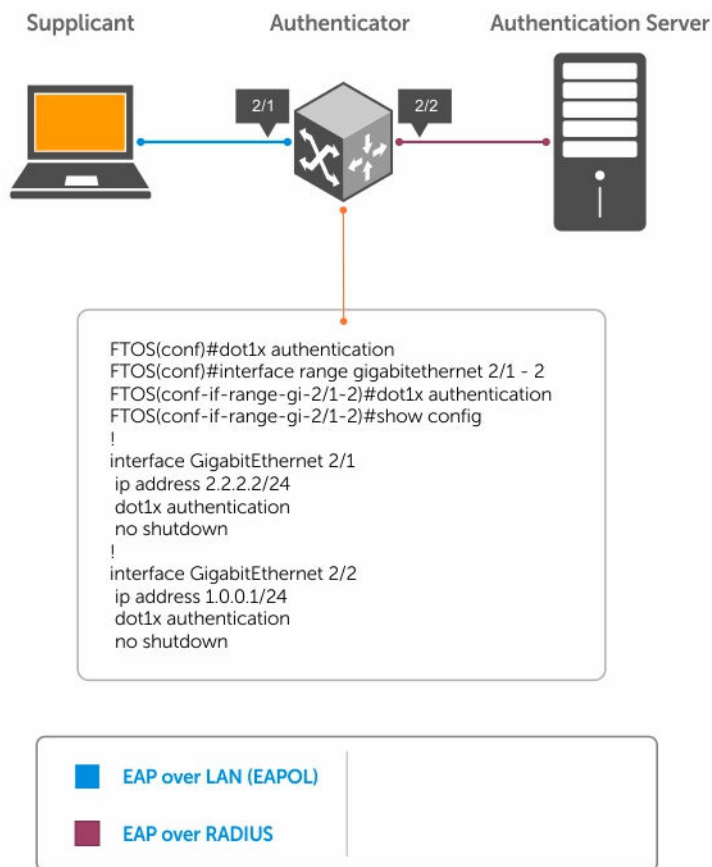 Supplicant
Authenticator
Authentication Server
2/1
2/2
FTOS(conf)#dot1x authentication
FTOS(conf)#interface range gigabitethernet 2/1 - 2
FTOS(conf-if-range-gi-2/1-2)#dot1x authentication
FTOS(conf-if-range-gi-2/1-2)#show config
!
interface GigabitEthernet 2/1
ip address 2.2.2.2/24
dot1x authentication
no shutdown
!
interface GigabitEthernet 2/2
ip address 1.0.0.1/24
dot1x authentication
no shutdown
EAP over LAN (EAPOL)
EAP over RADIUS